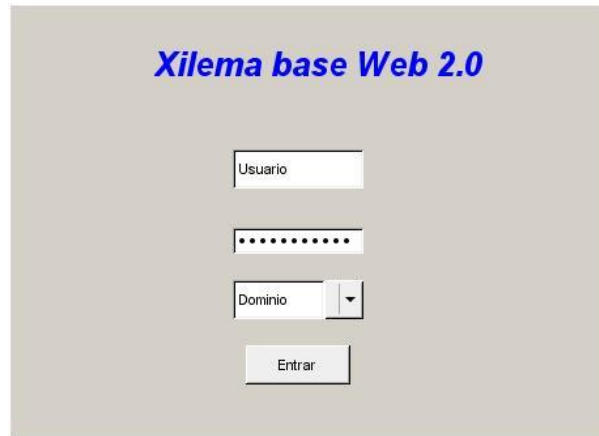 Xilema base Web 2.0
Usuario
•••••••••••
Dominio
Entrar